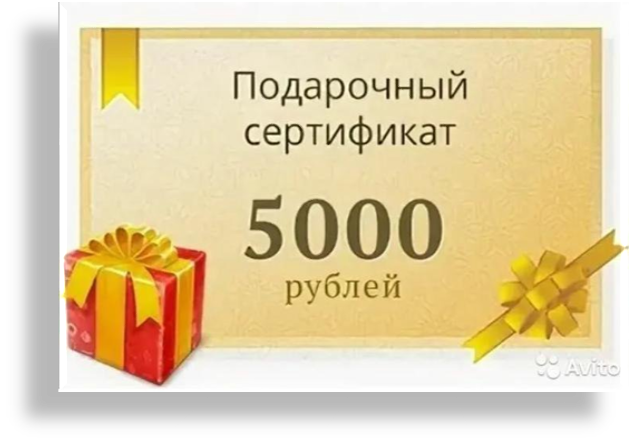 Подарочный
сертификат
5000
рублей
Avito